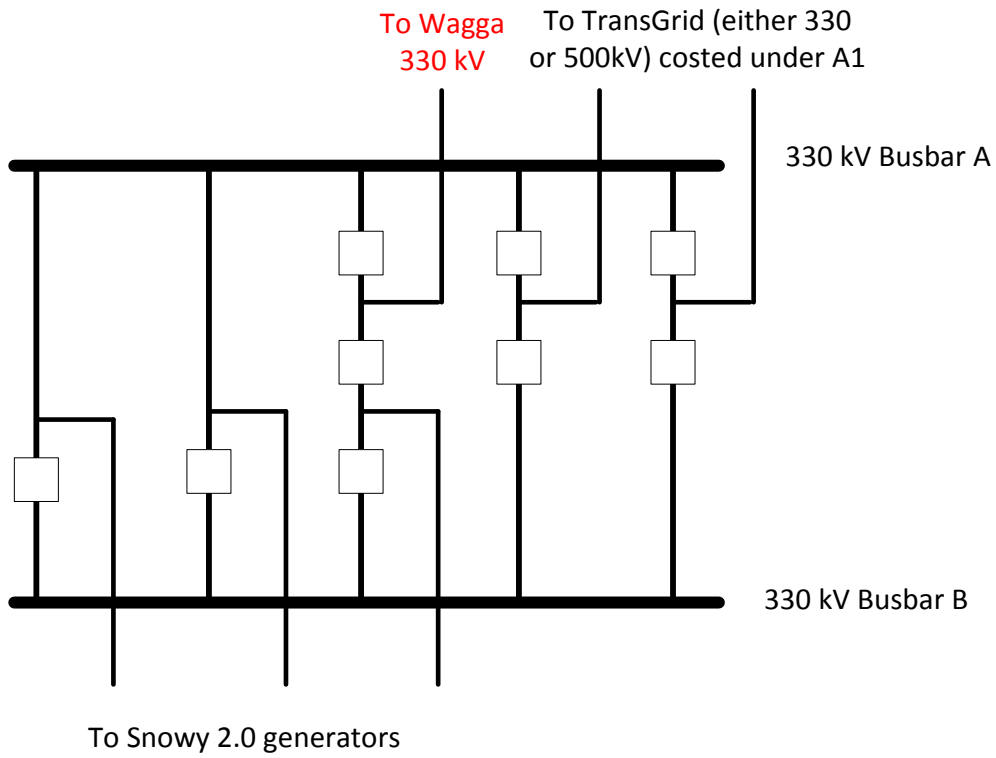 To Wagga
330 kV
To TransGrid (either 330
or 500kV) costed under A1
330 kV Busbar A
330 kV Busbar B
To Snowy 2.0 generators